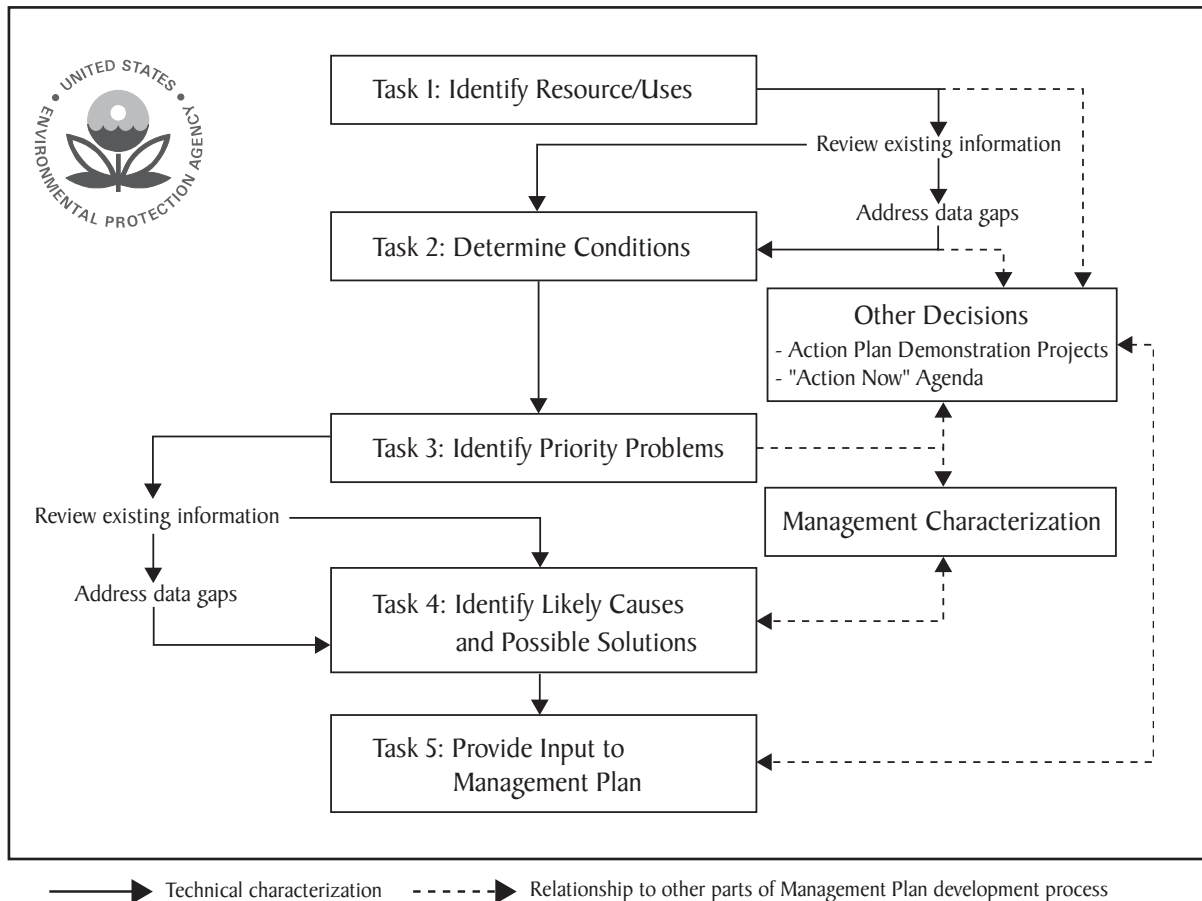 UNITED STATES
ENVIRONMENTAL PROTECTION AGENCY
Task 1: Identify Resource/Uses
Review existing information
Address data gaps
Task 2: Determine Conditions
Other Decisions
- Action Plan Demonstration Projects
- "Action Now" Agenda
Task 3: Identify Priority Problems
Review existing information
Management Characterization
Address data gaps
Task 4: Identify Likely Causes
and Possible Solutions
Task 5: Provide Input to
Management Plan
Technical characterization
Relationship to other parts of Management Plan development process